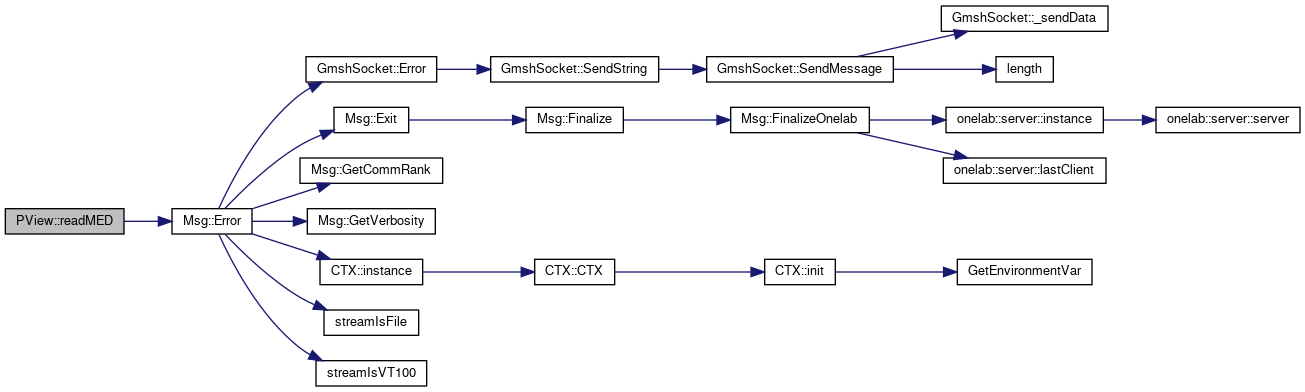 GmshSocket::_sendData
GmshSocket::Error
GmshSocket::SendString
GmshSocket::SendMessage
length
Msg::Exit
Msg::Finalize
Msg::FinalizeOnelab
onelab::server::instance
onelab::server::server
Msg::GetCommRank
onelab::server::lastClient
PView::readMED
Msg::Error
Msg::GetVerbosity
CTX::instance
CTX::CTX
CTX::init
GetEnvironmentVar
streamIsFile
streamIsVT100